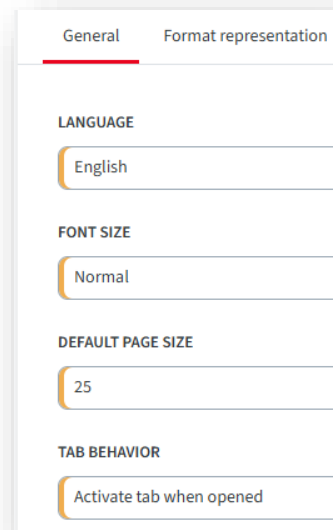 General Format representation
LANGUAGE
English
FONT SIZE
Normal
DEFAULT PAGE SIZE
25
TAB BEHAVIOR
Activate tab when opened